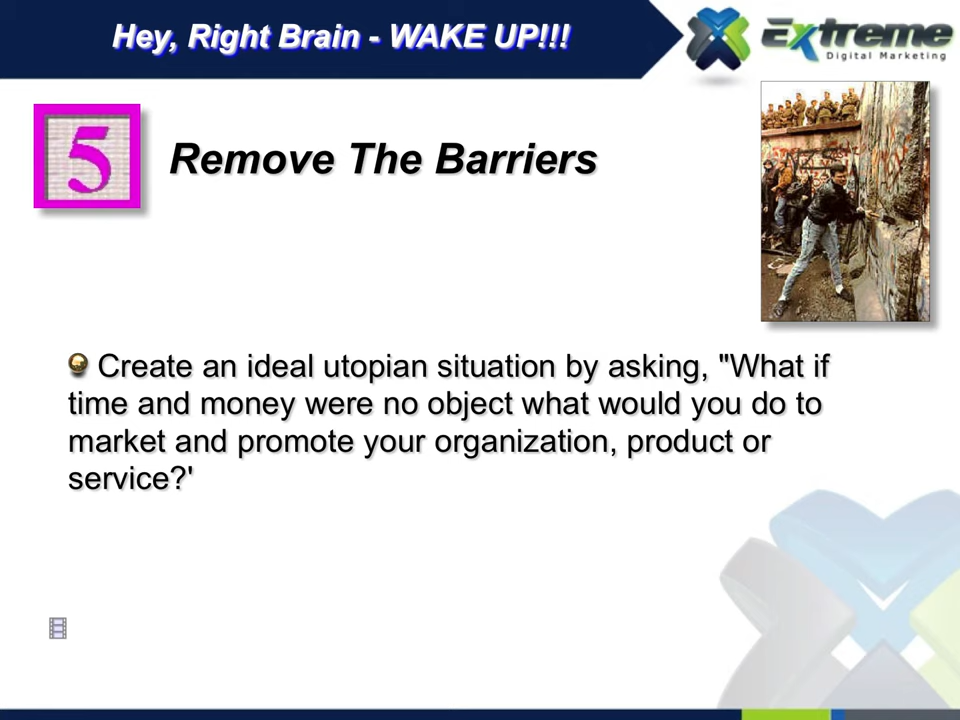 Hey, Right Brain - WAKE UP!!!
Extreme
Digital Marketing
5
Remove The Barriers
Create an ideal utopian situation by asking, "What if
time and money were no object what would you do to
market and promote your organization, product or
service?'